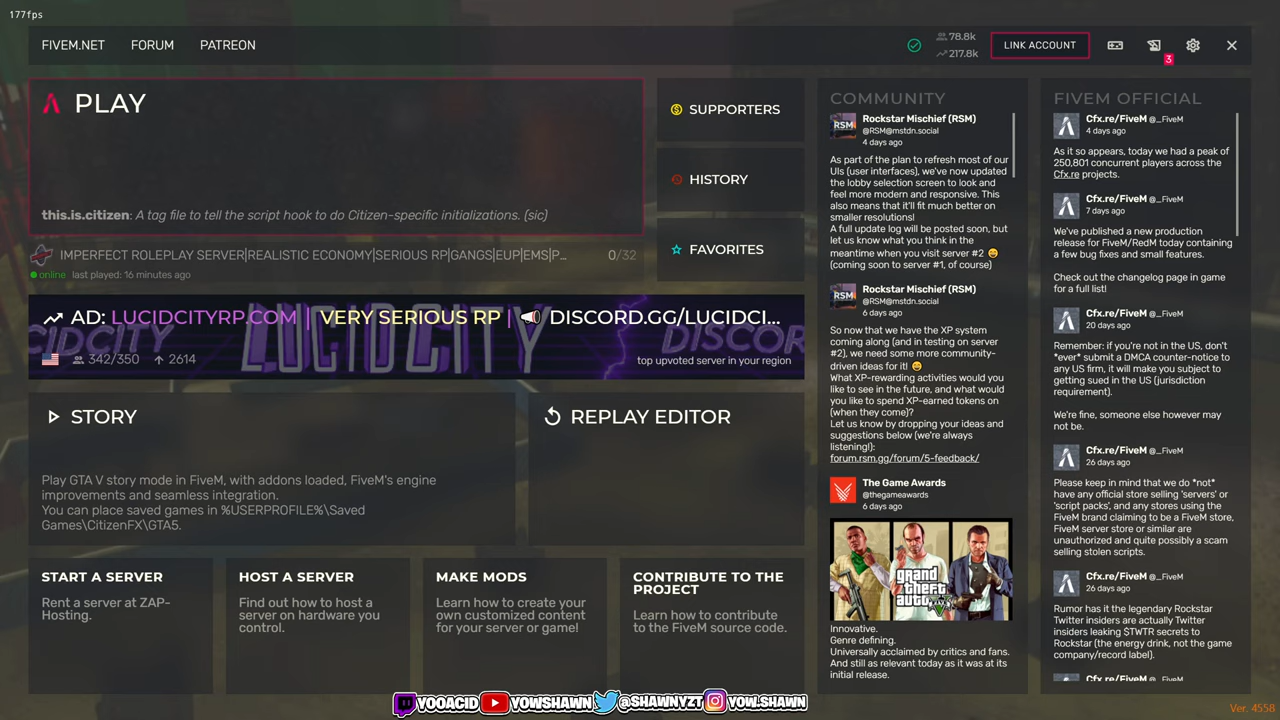 177fps
FIVEM.NET
FORUM
PATREON
78.8k
217.8k
LINK ACCOUNT
3
PLAY
this.is.citizen: A tag file to tell the script hook to do Citizen-specific initializations. (sic)
IMPERFECT ROLEPLAY SERVER|REALISTIC ECONOMY|SERIOUS RP|GANGS|EUP|EMS|P...
0/32
online last played: 16 minutes ago
SUPPORTERS
HISTORY
FAVORITES
AD: LUCIDCITYRP.COM | VERY SERIOUS RP | DISCORD.GG/LUCIDCI...
LUCIDCITY
342/350
2614
top upvoted server in your region
STORY
Play GTA V story mode in FiveM, with addons loaded, FiveM's engine
improvements and seamless integration.
You can place saved games in %USERPROFILE%\Saved
Games\CitizenFX\GTA5.
REPLAY EDITOR
START A SERVER
Rent a server at ZAP-
Hosting.
HOST A SERVER
Find out how to host a
server on hardware you
control.
MAKE MODS
Learn how to create your
own customized content
for your server or game!
CONTRIBUTE TO THE
PROJECT
Learn how to contribute
to the FiveM source code.
COMMUNITY
RSM
Rockstar Mischief (RSM)
@RSM@mstdn.social
4 days ago
As part of the plan to refresh most of our
UIs (user interfaces), we've now updated
the lobby selection screen to look and
feel more modern and responsive. This
also means that it'll fit much better on
smaller resolutions!
A full update log will be posted soon, but
let us know what you think in the
meantime when you visit server #2 😄
(coming soon to server #1, of course)
RSM
Rockstar Mischief (RSM)
@RSM@mstdn.social
6 days ago
So now that we have the XP system
coming along (and in testing on server
#2), we need some more community-
driven ideas for it! 😄
What XP-rewarding activities would you
like to see in the future, and what would
you like to spend XP-earned tokens on
(when they come)?
Let us know by dropping your ideas and
suggestions below (we're always
listening!):
forum.rsm.gg/forum/5-feedback/
The Game Awards
@thegameawards
6 days ago
grand
theft
auto V
Innovative.
Genre defining.
Universally acclaimed by critics and fans.
And still as relevant today as it was at its
initial release.
FIVEM OFFICIAL
Cfx.re/FiveM @_FiveM
4 days ago
As it so appears, today we had a peak of
250,801 concurrent players across the
Cfx.re projects.
Cfx.re/FiveM @_FiveM
7 days ago
We've published a new production
release for FiveM/RedM today containing
a few bug fixes and small features.
Check out the changelog page in game
for a full list!
Cfx.re/FiveM @_FiveM
20 days ago
Remember: if you're not in the US, don't
*ever* submit a DMCA counter-notice to
any US firm, it will make you subject to
getting sued in the US (jurisdiction
requirement).
We're fine, someone else however may
not be.
Cfx.re/FiveM @_FiveM
26 days ago
Please keep in mind that we do *not*
have any official store selling 'servers' or
'script packs', and any stores using the
FiveM brand claiming to be a FiveM store,
FiveM server store or similar are
unauthorized and quite possibly a scam
selling stolen scripts.
Cfx.re/FiveM @_FiveM
26 days ago
Rumor has it the legendary Rockstar
Twitter insiders are actually Twitter
insiders leaking $TWTR secrets to
Rockstar (the energy drink, not the game
company/record label).
Cfx.re/FiveM @_FiveM
YOOACID
YOWSHAWN
@SHAWNYZT
YOW.SHAWN
Ver. 4558